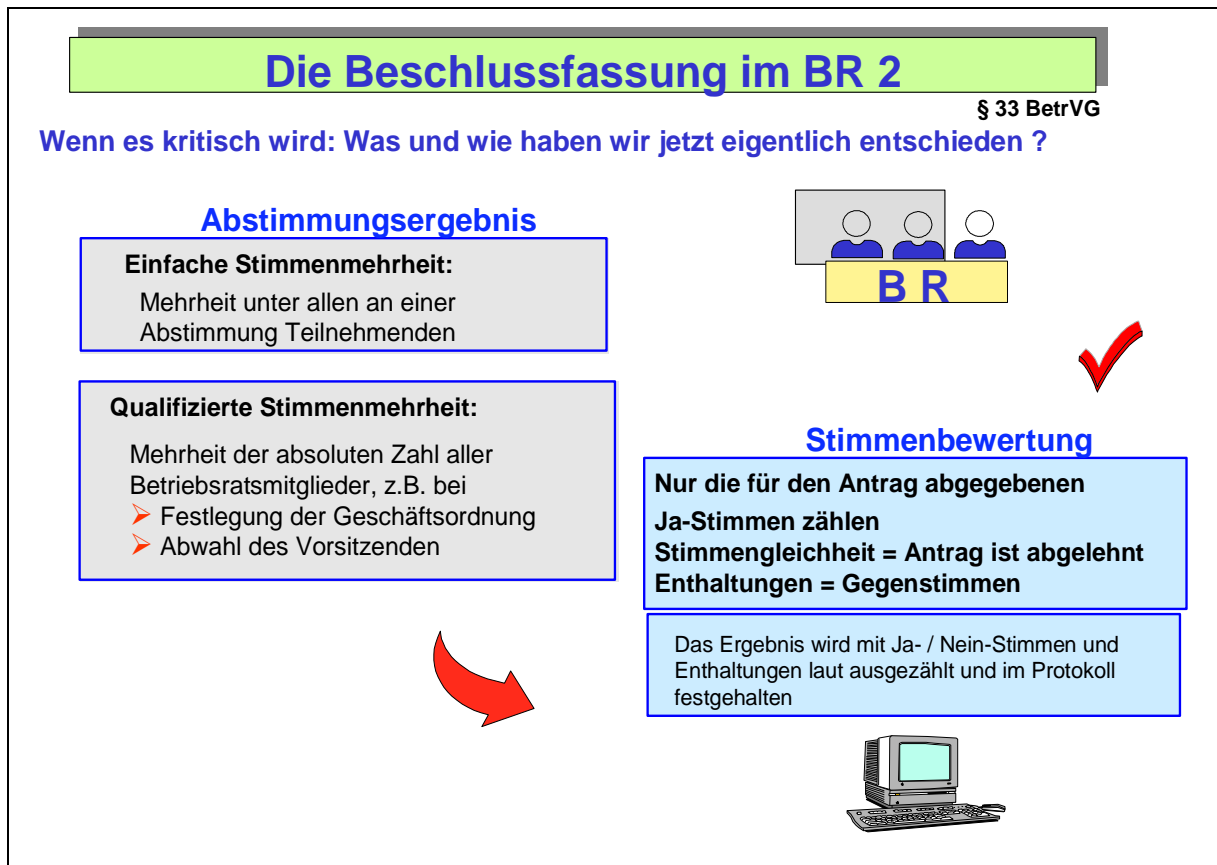 Die Beschlussfassung im BR 2
§ 33 BetrVG
Wenn es kritisch wird: Was und wie haben wir jetzt eigentlich entschieden ?
Abstimmungsergebnis
Einfache Stimmenmehrheit:
Mehrheit unter allen an einer
Abstimmung Teilnehmenden
B R
Qualifizierte Stimmenmehrheit:
Mehrheit der absoluten Zahl aller
Betriebsratsmitglieder, z.B. bei
➢ Festlegung der Geschäftsordnung
➢ Abwahl des Vorsitzenden
Stimmenbewertung
Nur die für den Antrag abgegebenen
Ja-Stimmen zählen
Stimmengleichheit = Antrag ist abgelehnt
Enthaltungen = Gegenstimmen
Das Ergebnis wird mit Ja- / Nein-Stimmen und
Enthaltungen laut ausgezählt und im Protokoll
festgehalten